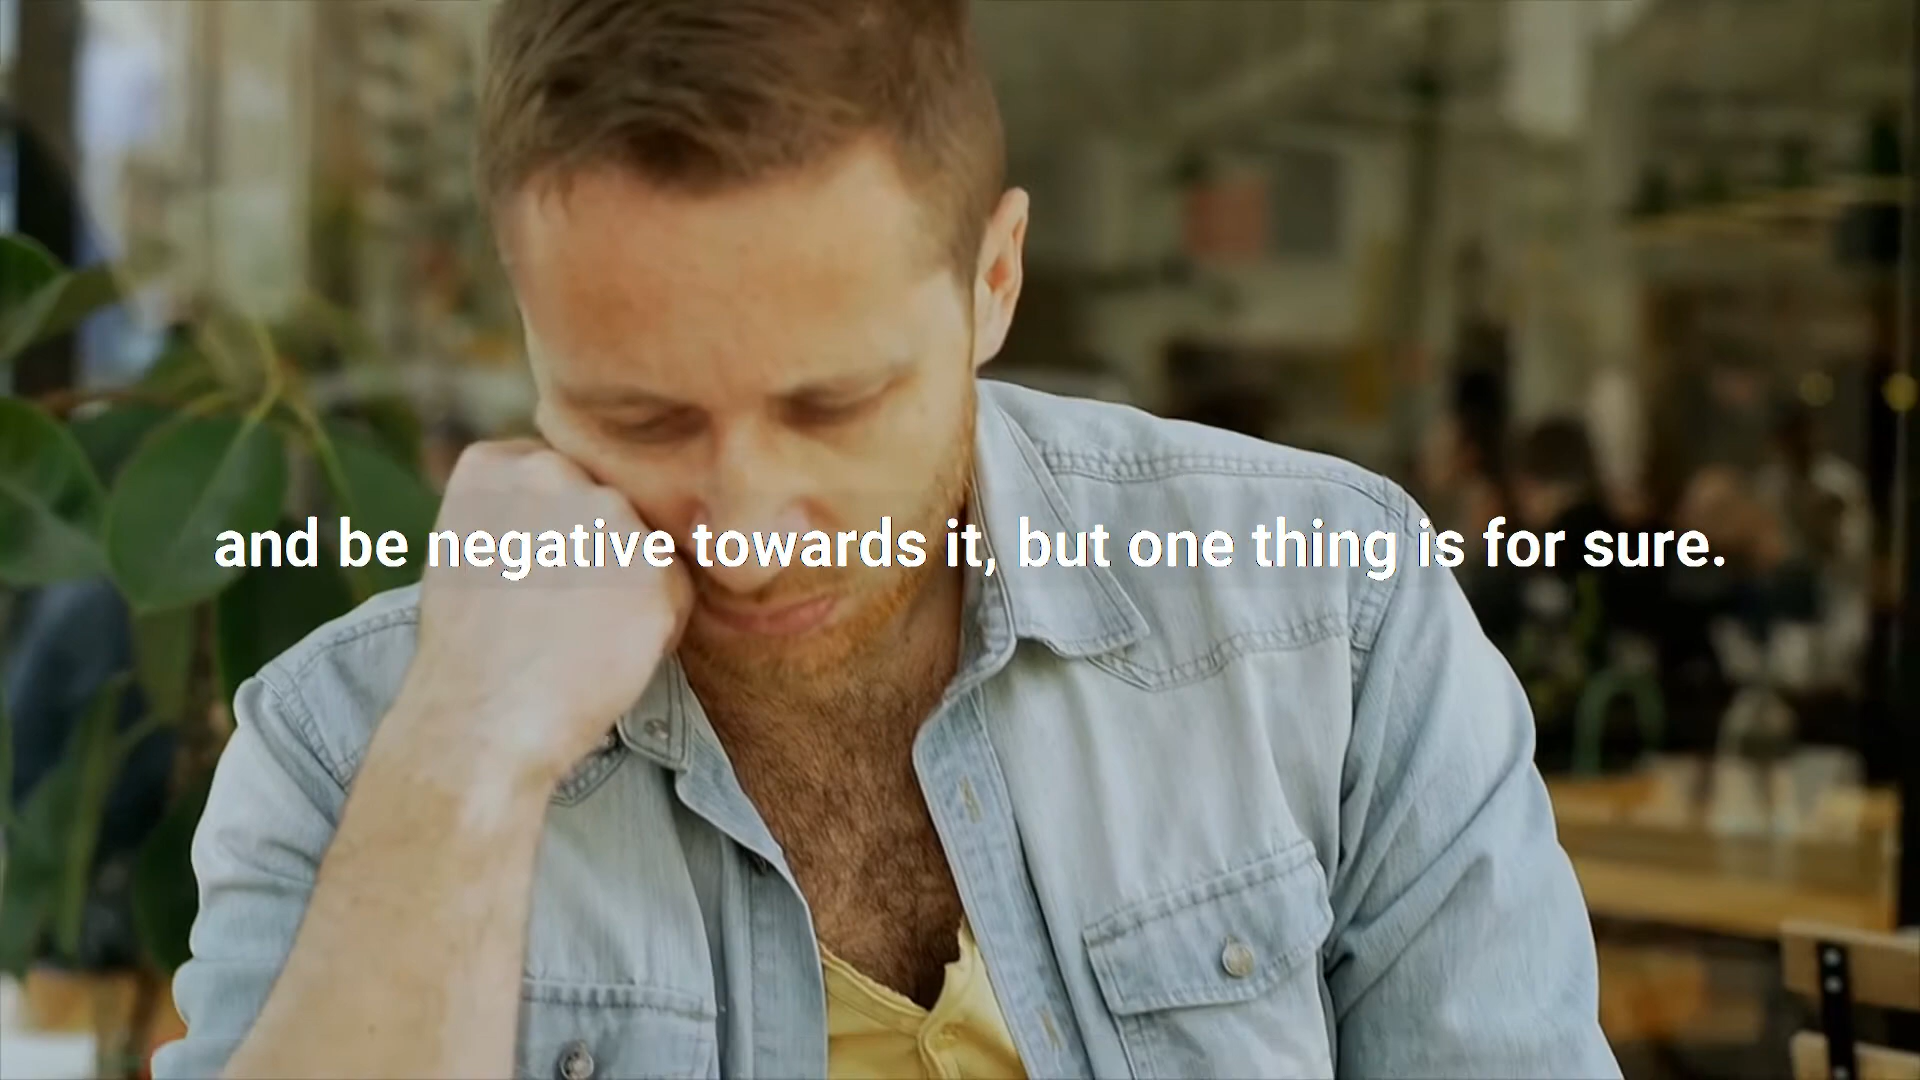 and be negative towards it, but one thing is for sure.